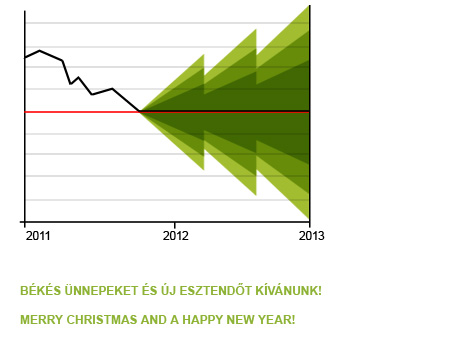 2011 2012 2013
BÉKÉS ÜNNEPEKET ÉS ÚJ ESZTENDŐT KÍVÁNUNK!
MERRY CHRISTMAS AND A HAPPY NEW YEAR!